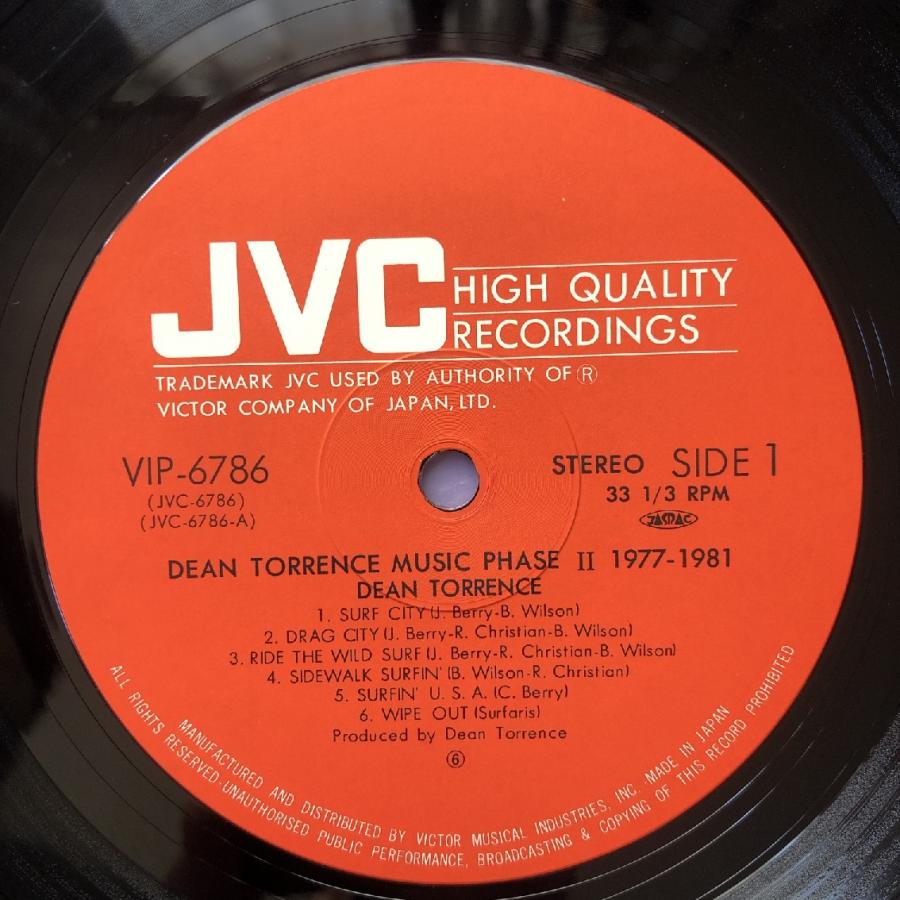 JVC HIGH QUALITY
RECORDINGS
TRADEMARK JVC USED BY AUTHORITY OF Ⓡ
VICTOR COMPANY OF JAPAN, LTD.
VIP-6786
(JVC-6786)
(JVC-6786-A)
STEREO SIDE 1
33 1/3 RPM
JASRAC
DEAN TORRENCE MUSIC PHASE II 1977-1981
DEAN TORRENCE
1. SURF CITY (J. Berry-B. Wilson)
2. DRAG CITY (J. Berry-R. Christian-B. Wilson)
3. RIDE THE WILD SURF (J. Berry-R. Christian-B. Wilson)
4. SIDEWALK SURFIN' (B. Wilson-R. Christian)
5. SURFIN' U. S. A. (C. Berry)
6. WIPE OUT (Surfaris)
Produced by Dean Torrence
⑥
MANUFACTURED AND DISTRIBUTED BY VICTOR MUSICAL INDUSTRIES, INC. MADE IN JAPAN
ALL RIGHTS RESERVED·UNAUTHORISED PUBLIC PERFORMANCE, BROADCASTING & COPYING OF THIS RECORD PROHIBITED